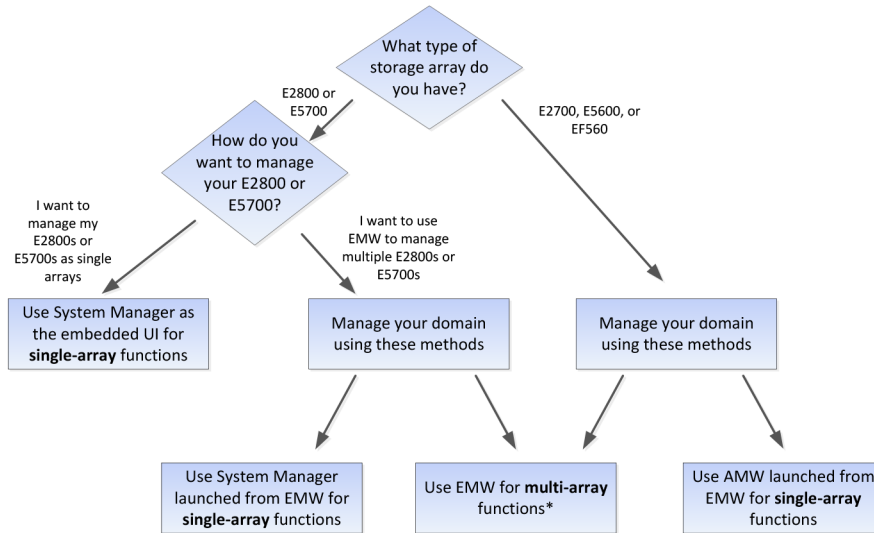 What type of
storage array do
you have?
E2800 or
E5700
E2700, E5600, or
EF560
How do you
want to manage
your E2800 or
E5700?
I want to
manage my
E2800s or
E5700s as single
arrays
I want to use
EMW to manage
multiple E2800s or
E5700s
Use System Manager as
the embedded UI for
single-array functions
Manage your domain
using these methods
Manage your domain
using these methods
Use System Manager
launched from EMW for
single-array functions
Use EMW for multi-array
functions*
Use AMW launched from
EMW for single-array
functions